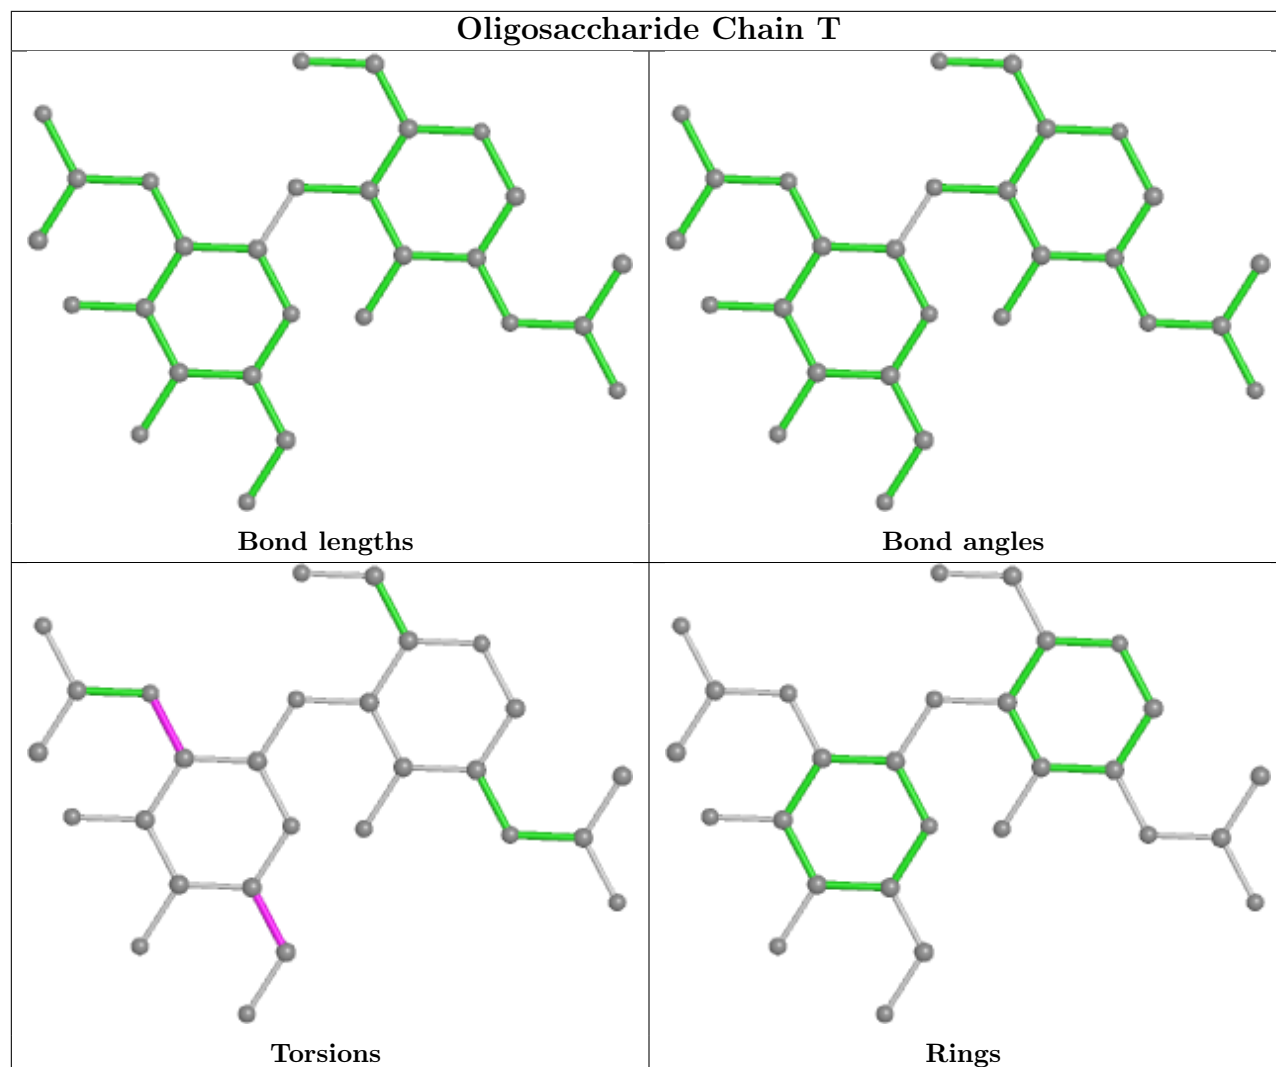 Oligosaccharide Chain T
Bond lengths
Bond angles
Torsions
Rings